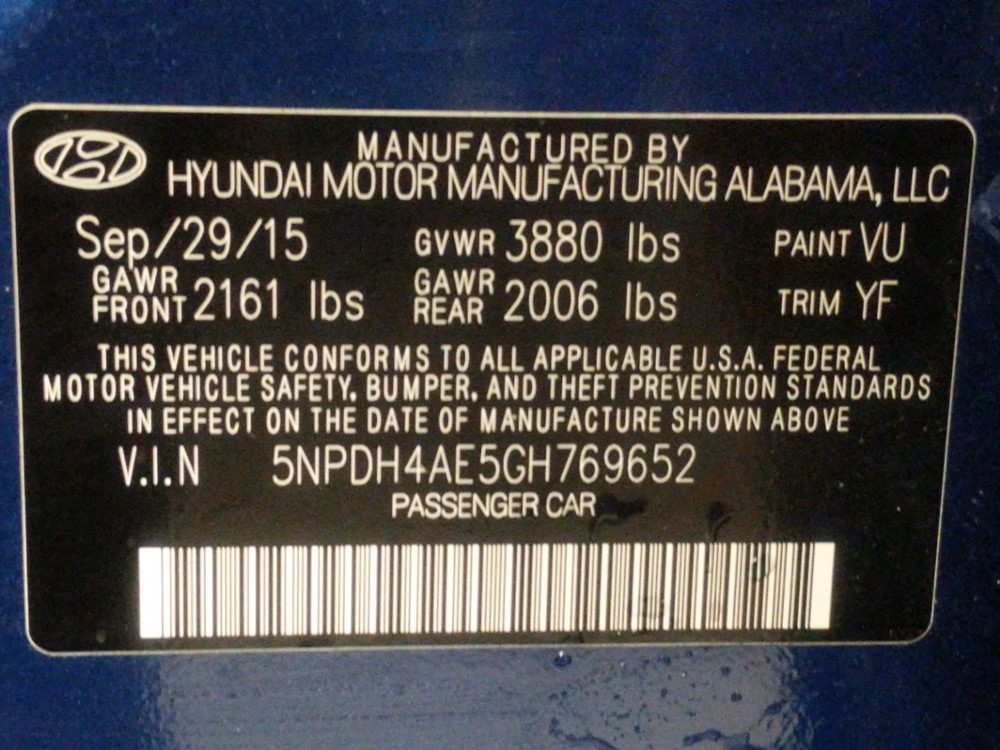 MANUFACTURED BY
HYUNDAI MOTOR MANUFACTURING ALABAMA, LLC
Sep/29/15 GVWR 3880 lbs PAINT VU
GAWR FRONT 2161 lbs GAWR REAR 2006 lbs TRIM YF
THIS VEHICLE CONFORMS TO ALL APPLICABLE U.S.A. FEDERAL
MOTOR VEHICLE SAFETY, BUMPER, AND THEFT PREVENTION STANDARDS
IN EFFECT ON THE DATE OF MANUFACTURE SHOWN ABOVE
V.I.N 5NPDH4AE5GH769652
PASSENGER CAR